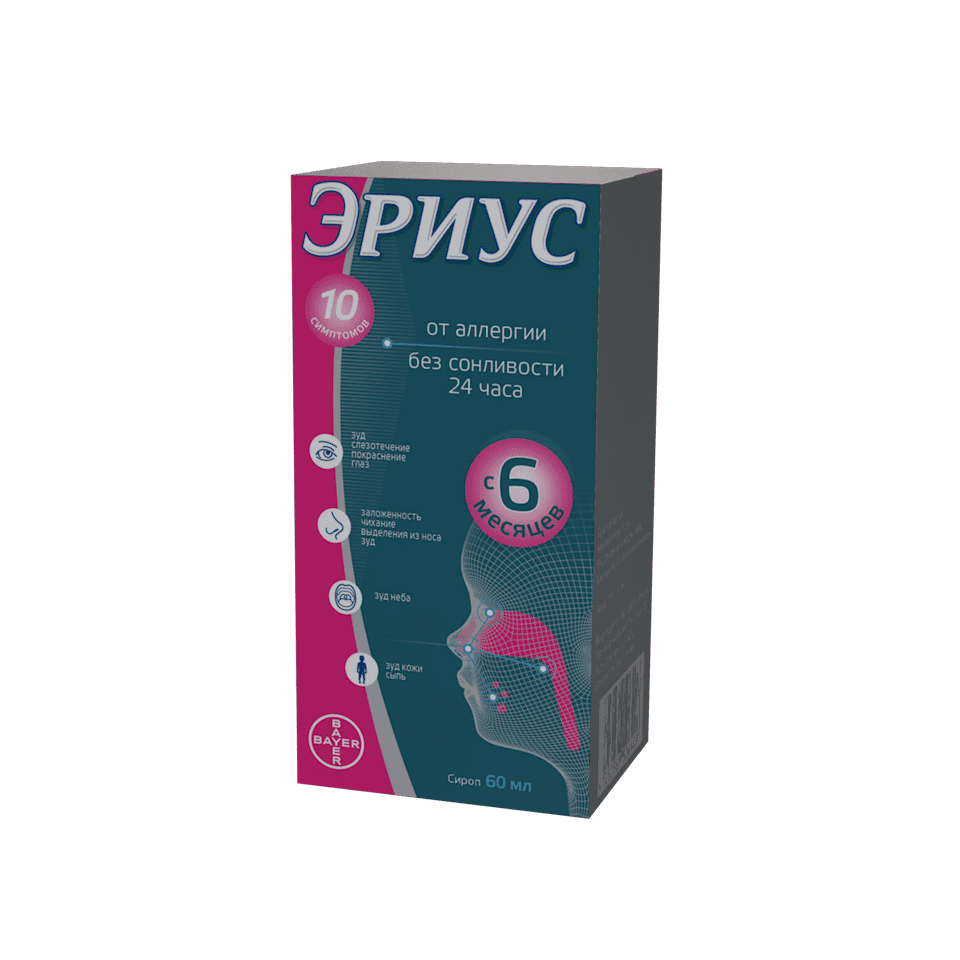 ЭРИУС
10
СИМПТОМОВ
от аллергии
без сонливости
24 часа
зуд
слезотечение
покраснение
глаз
с 6
месяцев
заложенность
чихание
выделения из носа
зуд
зуд неба
зуд кожи
сыпь
BAYER
BAYER
Сироп 60 мл